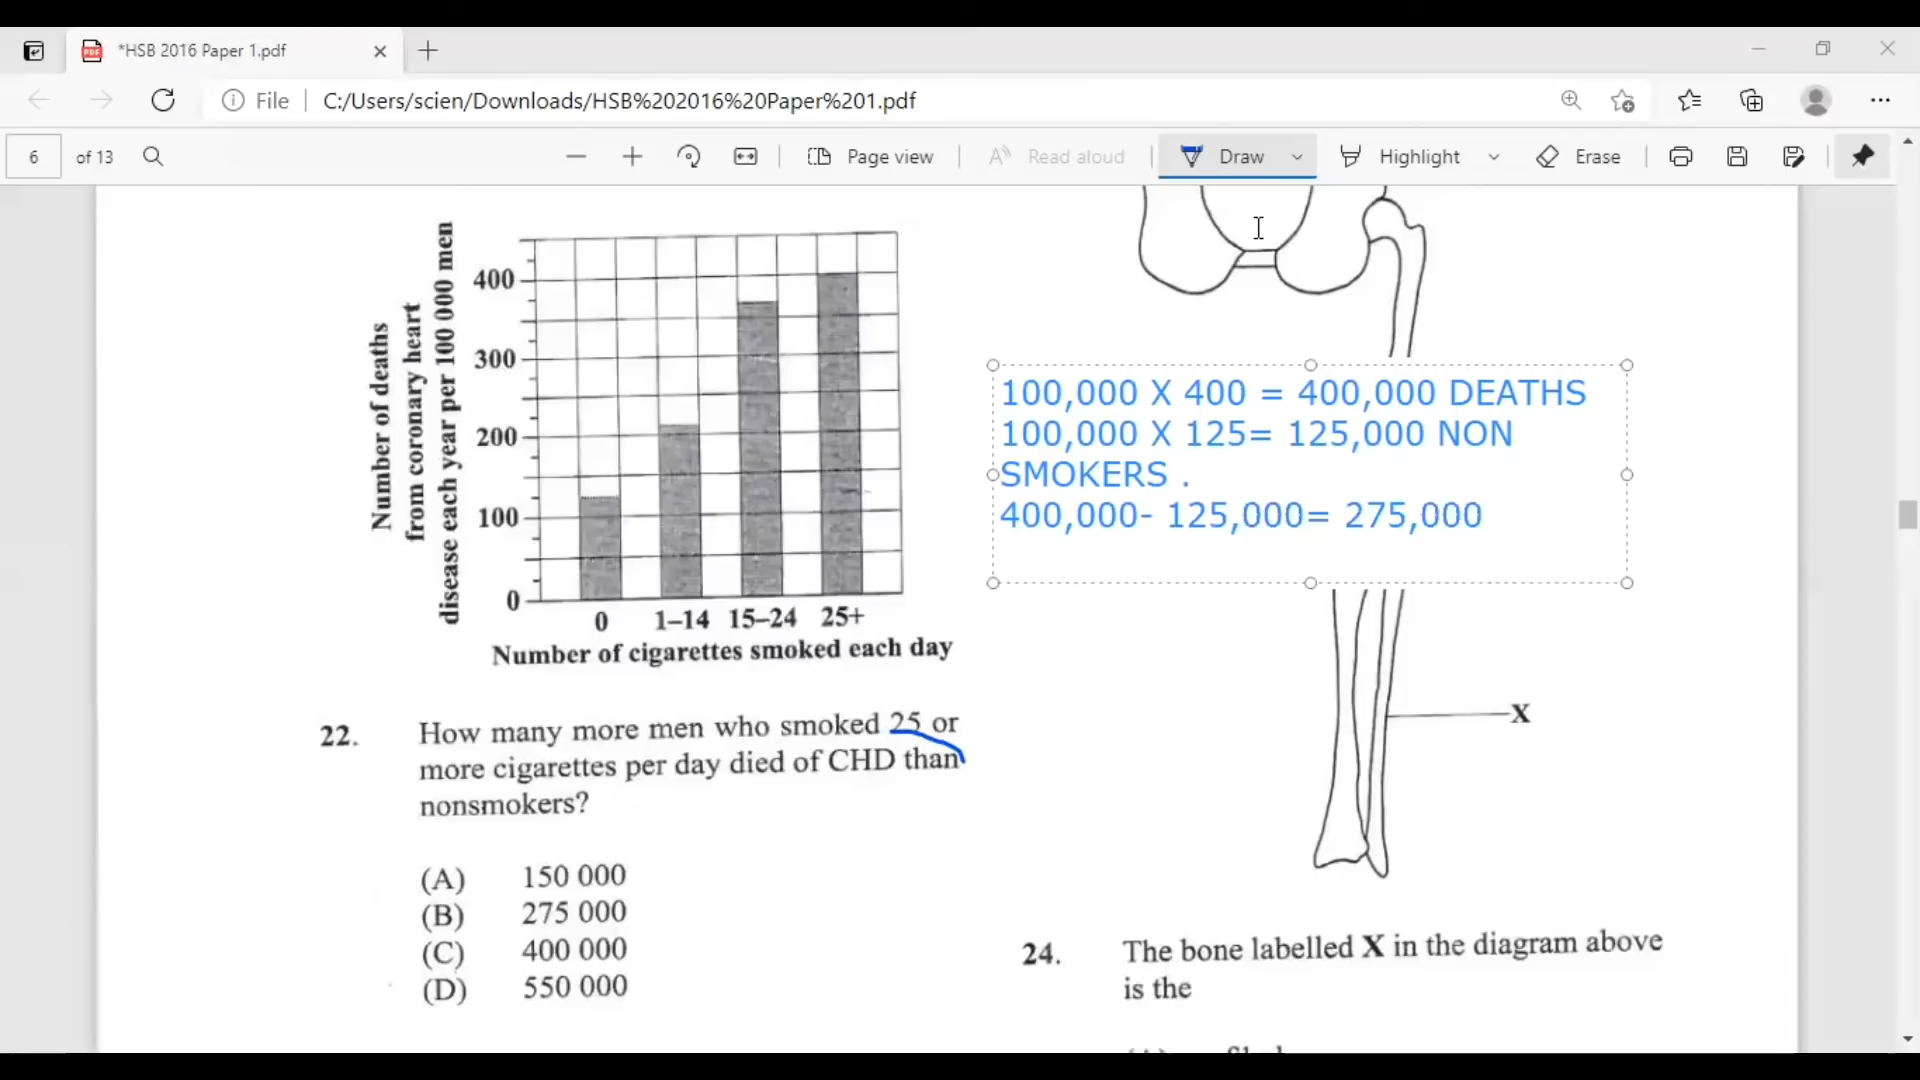 *HSB 2016 Paper 1.pdf
File
C:/Users/scien/Downloads/HSB%202016%20Paper%201.pdf
6
of 13
Page view
Read aloud
Draw
Highlight
Erase
Number of deaths
from coronary heart
disease each year per 100 000 men
400
300
200
100
0
0
1–14
15–24
25+
Number of cigarettes smoked each day
22.
How many more men who smoked 25 or
more cigarettes per day died of CHD than
nonsmokers?
(A) 150 000
(B) 275 000
(C) 400 000
(D) 550 000
100,000 X 400 = 400,000 DEATHS
100,000 X 125= 125,000 NON
SMOKERS .
400,000- 125,000= 275,000
X
24.
The bone labelled X in the diagram above
is the